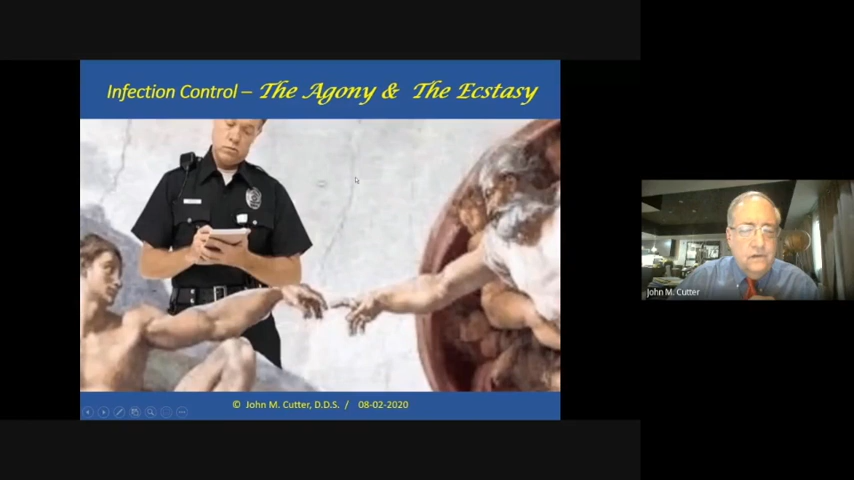 Infection Control – The Agony & The Ecstasy
© John M. Cutter, D.D.S. / 08-02-2020
John M. Cutter